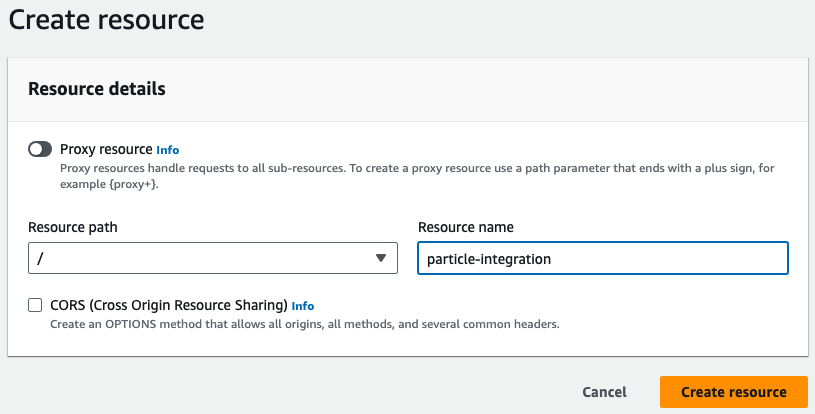 Create resource
Resource details
Proxy resource Info
Proxy resources handle requests to all sub-resources. To create a proxy resource use a path parameter that ends with a plus sign, for
example {proxy+}.
Resource path
Resource name
/
particle-integration
CORS (Cross Origin Resource Sharing) Info
Create an OPTIONS method that allows all origins, all methods, and several common headers.
Cancel
Create resource